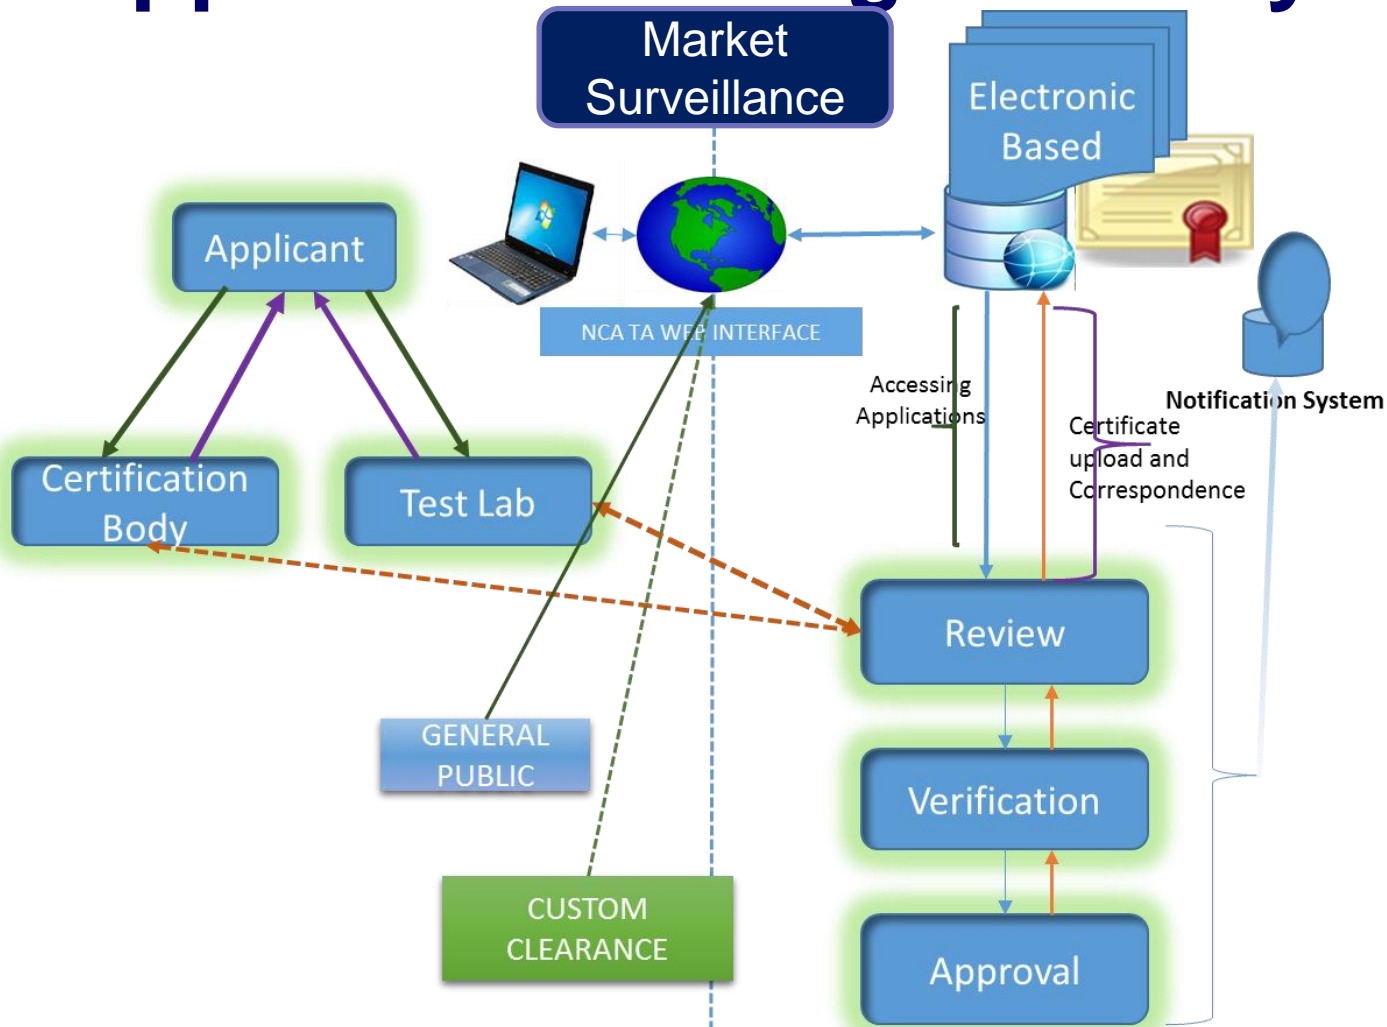 Market
Surveillance
Electronic
Based
Applicant
NCA TA WEB INTERFACE
Accessing
Applications
Notification System
Certificate
upload and
Correspondence
Certification
Body
Test Lab
Review
GENERAL
PUBLIC
Verification
CUSTOM
CLEARANCE
Approval